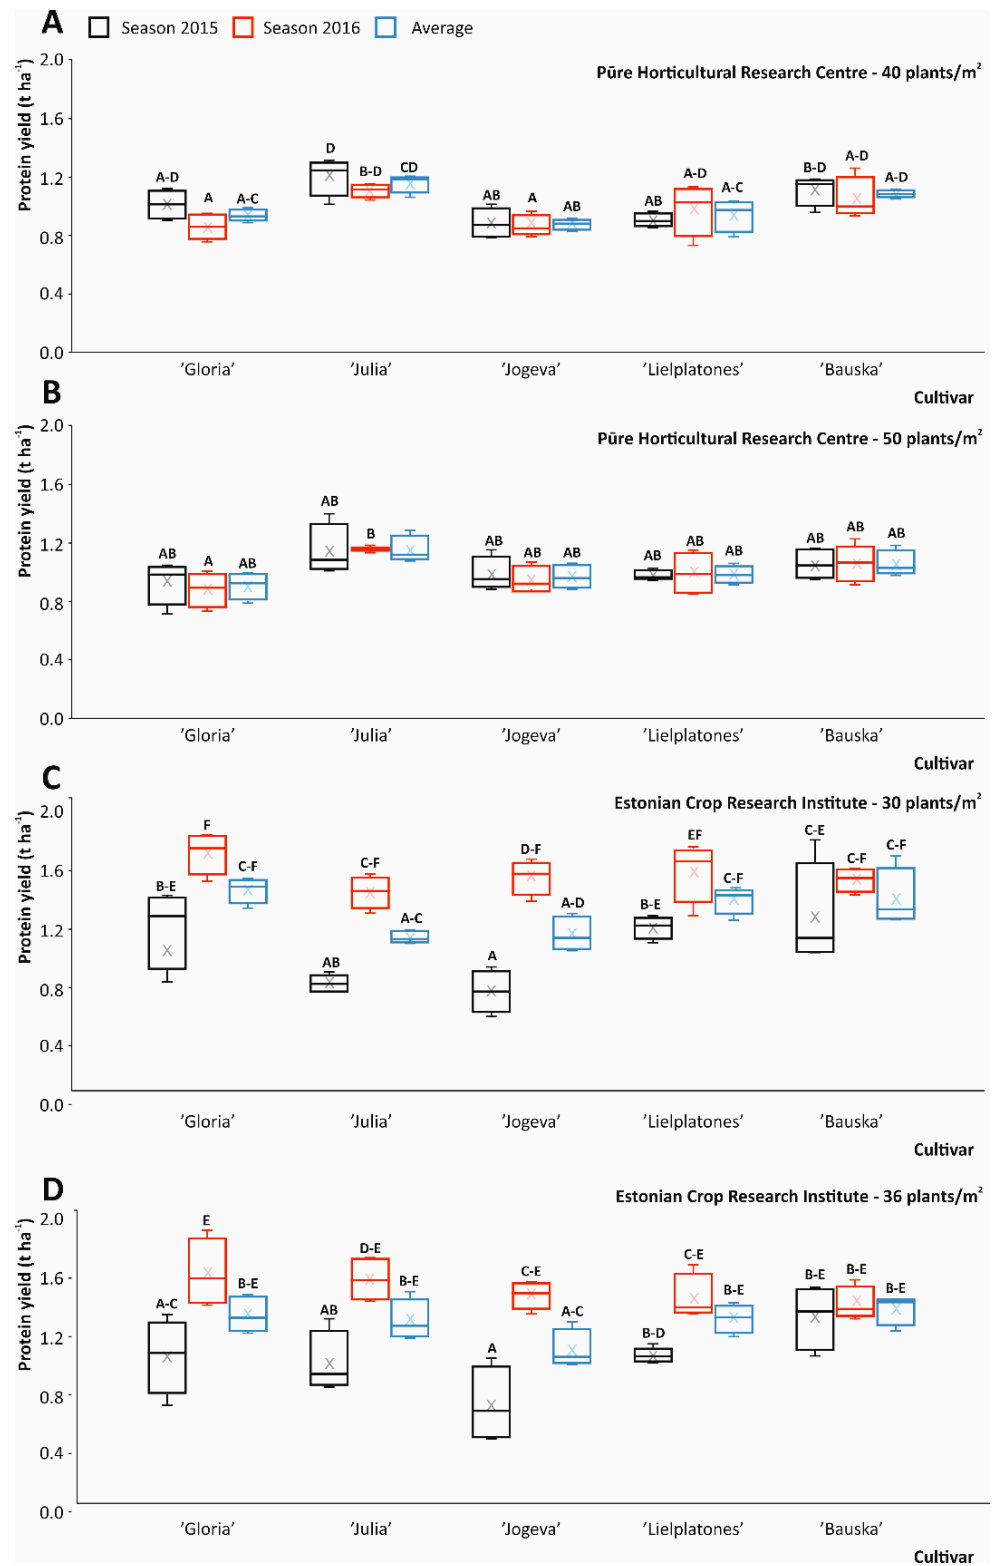 A Season 2015 Season 2016 Average
Pūre Horticultural Research Centre - 40 plants/m²
Protein yield (t ha⁻¹)
2.0
1.6
1.2
0.8
0.4
0.0
A-D A A-C D B-D CD AB A AB AB A-D A-C B-D A-D A-D
’Gloria’ ’Julia’ ’Jogeva’ ’Lielplatones’ ’Bauska’
Cultivar
B
Pūre Horticultural Research Centre - 50 plants/m²
Protein yield (t ha⁻¹)
2.0
1.6
1.2
0.8
0.4
0.0
AB A AB AB B AB AB AB AB AB AB AB AB AB AB
’Gloria’ ’Julia’ ’Jogeva’ ’Lielplatones’ ’Bauska’
Cultivar
C
Estonian Crop Research Institute - 30 plants/m²
Protein yield (t ha⁻¹)
2.0
1.6
1.2
0.8
0.4
0.0
B-E F C-F AB C-F A-C A D-F A-D B-E EF C-F C-E C-F C-F
’Gloria’ ’Julia’ ’Jogeva’ ’Lielplatones’ ’Bauska’
Cultivar
D
Estonian Crop Research Institute - 36 plants/m²
Protein yield (t ha⁻¹)
2.0
1.6
1.2
0.8
0.4
0.0
A-C E B-E AB D-E B-E A C-E A-C B-D C-E B-E B-E B-E B-E
’Gloria’ ’Julia’ ’Jogeva’ ’Lielplatones’ ’Bauska’
Cultivar